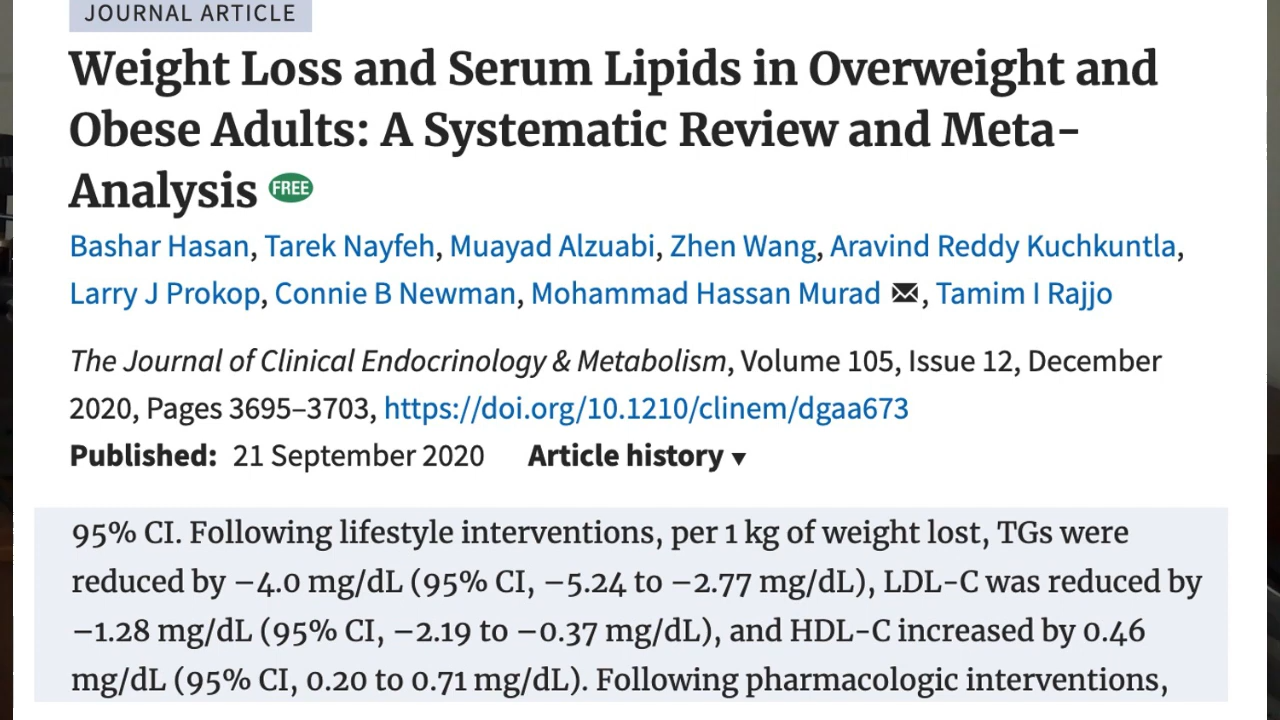 JOURNAL ARTICLE
Weight Loss and Serum Lipids in Overweight and
Obese Adults: A Systematic Review and Meta-
Analysis FREE
Bashar Hasan, Tarek Nayfeh, Muayad Alzuabi, Zhen Wang, Aravind Reddy Kuchkuntla,
Larry J Prokop, Connie B Newman, Mohammad Hassan Murad, Tamim I Rajjo
The Journal of Clinical Endocrinology & Metabolism, Volume 105, Issue 12, December
2020, Pages 3695–3703, https://doi.org/10.1210/clinem/dgaa673
Published: 21 September 2020 Article history ▼
95% CI. Following lifestyle interventions, per 1 kg of weight lost, TGs were
reduced by −4.0 mg/dL (95% CI, −5.24 to −2.77 mg/dL), LDL-C was reduced by
−1.28 mg/dL (95% CI, −2.19 to −0.37 mg/dL), and HDL-C increased by 0.46
mg/dL (95% CI, 0.20 to 0.71 mg/dL). Following pharmacologic interventions,